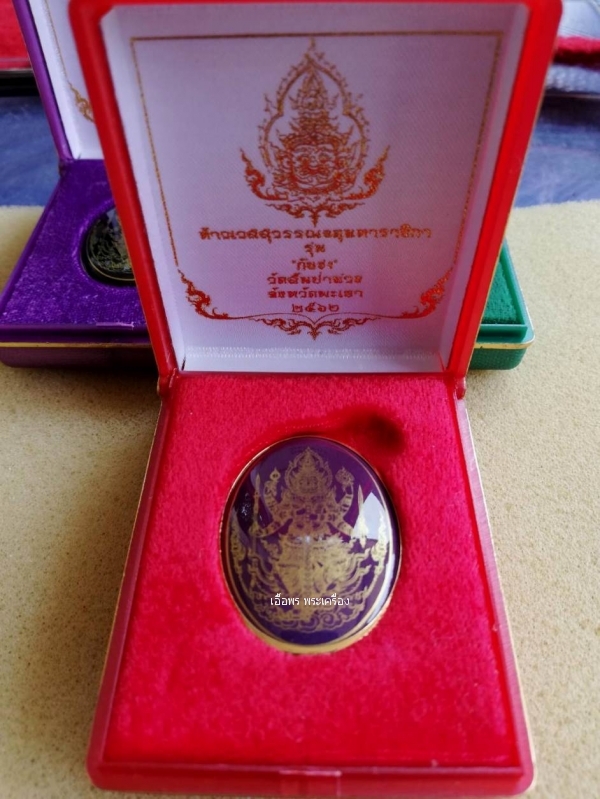 ท้าวเวสสุวรรณจตุมหาราชิกา
รุ่น
วัดสันป่าม่วง
จังหวัดพะเยา
๒๕๖๒
เอื้อพร พระเครื่อง